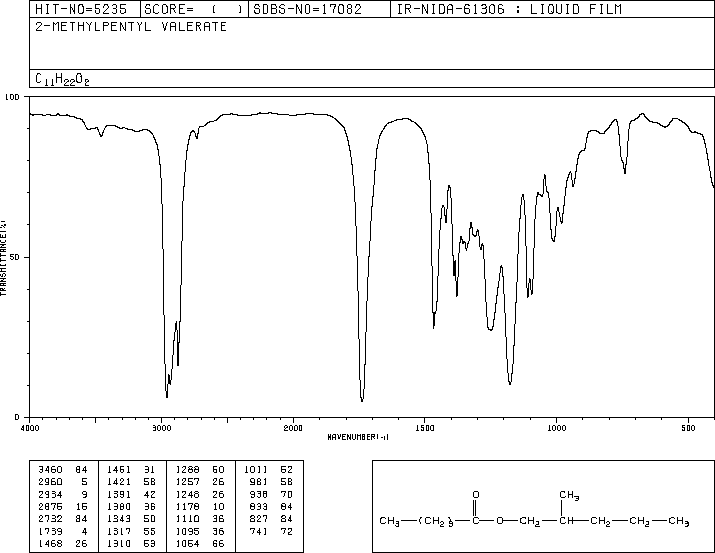 HIT-NO=5235 SCORE= ( ) SDBS-NO=17082 IR-NIDA-61306 : LIQUID FILM
2-METHYLPENTYL VALERATE
C11H22O2
100
TRANSMITTANCE(%)
50
0
4000 3000 2000 1500 1000 500
WAVENUMBER(-1)
3460 84 1461 31 1288 50 1011 52
2960 5 1421 58 1257 26 981 58
2934 9 1391 42 1248 26 938 70
2875 15 1380 36 1178 10 893 84
2732 84 1343 50 1110 36 827 84
1739 4 1317 55 1095 36 741 72
1468 26 1310 53 1054 66
O CH3
CH3—(CH2)3—C—O—CH2—CH—CH2—CH2—CH3